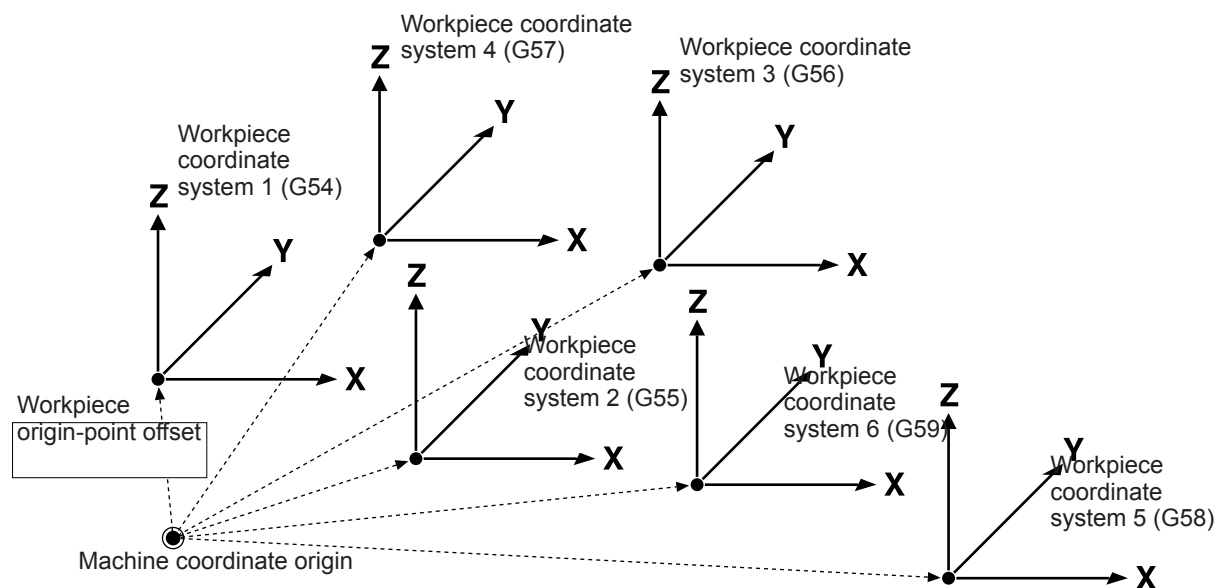 Workpiece coordinate
system 4 (G57)
Z
Y
X
Workpiece coordinate
system 3 (G56)
Z
Y
X
Workpiece
coordinate
system 1 (G54)
Z
Y
X
Z
Y
Workpiece
coordinate
system 2 (G55)
X
Z
Y
Workpiece
coordinate
system 6 (G59)
X
Z
Y
Workpiece
coordinate
system 5 (G58)
X
Workpiece
origin-point offset
Machine coordinate origin